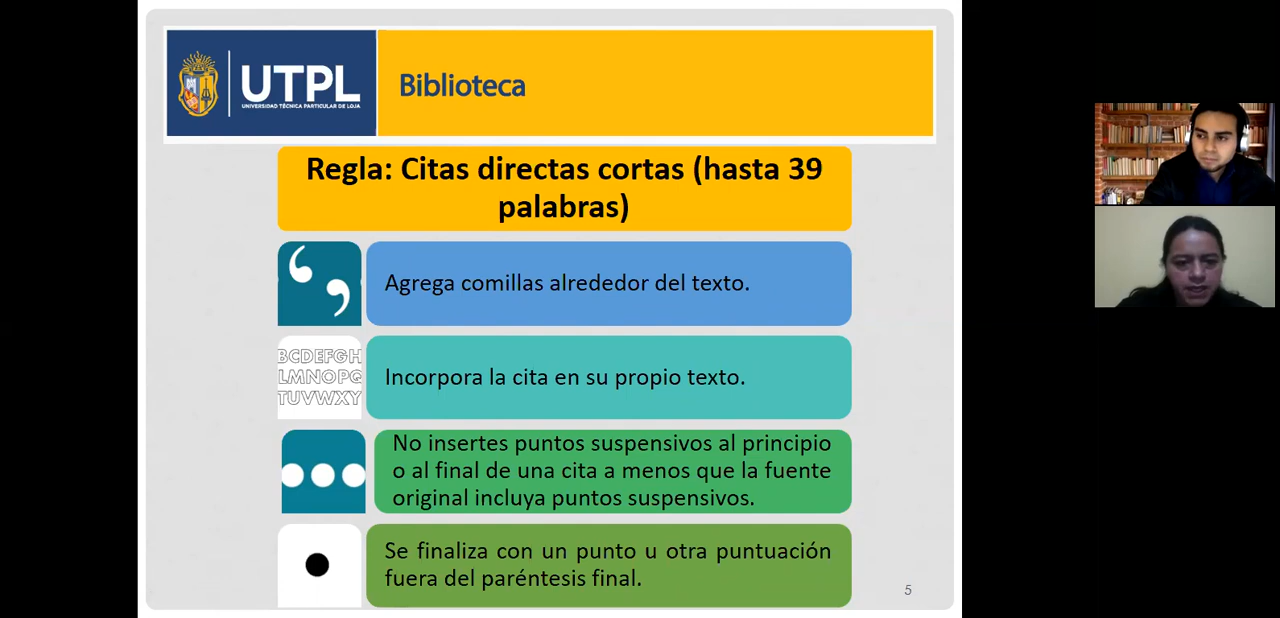 UTPL
UNIVERSIDAD TÉCNICA PARTICULAR DE LOJA
Biblioteca
Regla: Citas directas cortas (hasta 39
palabras)
Agrega comillas alrededor del texto.
BCDEFGH
LMNOPQ
TUVWXY
Incorpora la cita en su propio texto.
No insertes puntos suspensivos al principio
o al final de una cita a menos que la fuente
original incluya puntos suspensivos.
Se finaliza con un punto u otra puntuación
fuera del paréntesis final.
5